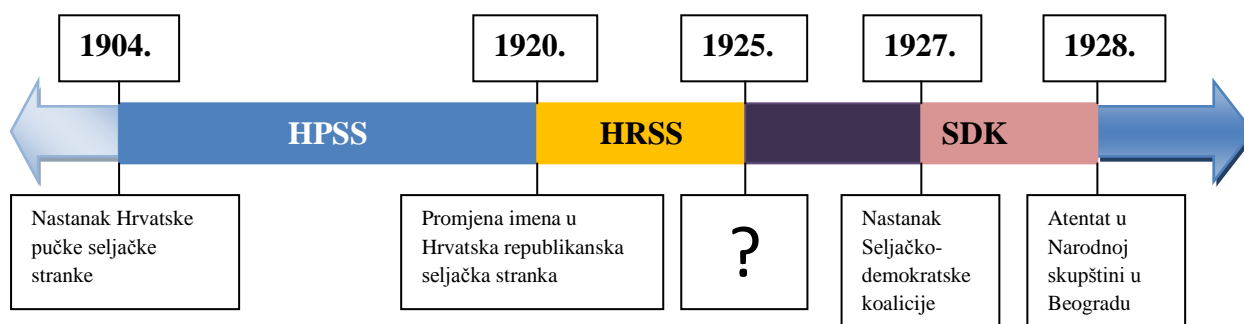 1904.
1920.
1925.
1927.
1928.
HPSS
HRSS
SDK
Nastanak Hrvatske
pučke seljačke
stranke
Promjena imena u
Hrvatska republikanska
seljačka stranka
?
Nastanak
Seljačko-
demokratske
koalicije
Atentat u
Narodnoj
skupštini u
Beogradu